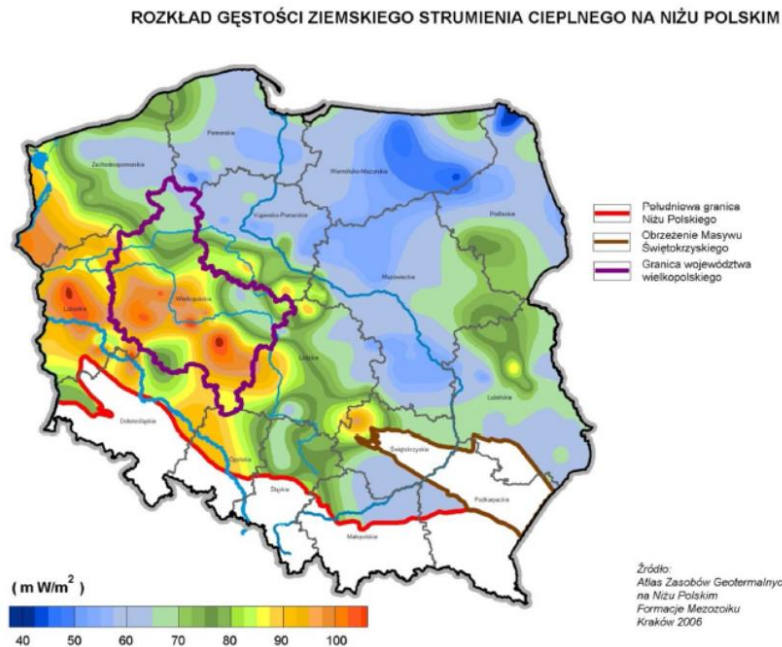 ROZKŁAD GĘSTOŚCI ZIEMSKIEGO STRUMIENIA CIEPLNEGO NA NIŻU POLSKIM
Pomorskie
Zachodniopomorskie
Warmińsko-Mazurskie
Kujawsko-Pomorskie
Podlaskie
Mazowieckie
Wielkopolskie
Lubuskie
Łódzkie
Lubelskie
Dolnośląskie
Opolskie
Świętokrzyskie
Śląskie
Podkarpackie
Małopolskie
Południowa granica
Niżu Polskiego
Obrzeżenie Masywu
Świętokrzyskiego
Granica województwa
wielkopolskiego
( m W/m² )
40 50 60 70 80 90 100
Źródło:
Atlas Zasobów Geotermalnyc
na Niżu Polskim
Formacje Mezozoiku
Kraków 2006